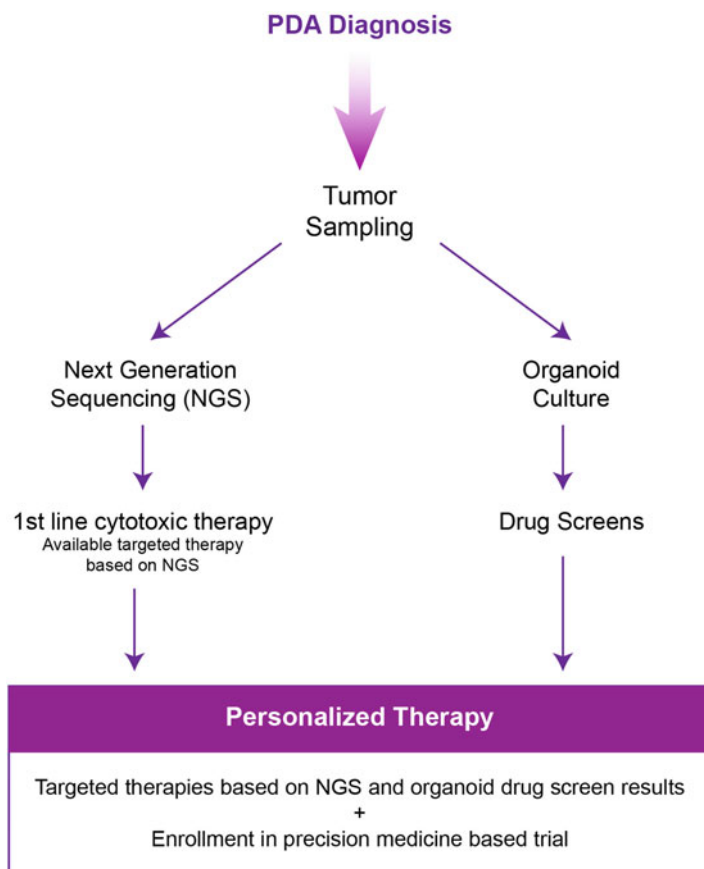 PDA Diagnosis
Tumor
Sampling
Next Generation
Sequencing (NGS)
Organoid
Culture
1st line cytotoxic therapy
Available targeted therapy
based on NGS
Drug Screens
Personalized Therapy
Targeted therapies based on NGS and organoid drug screen results
+
Enrollment in precision medicine based trial